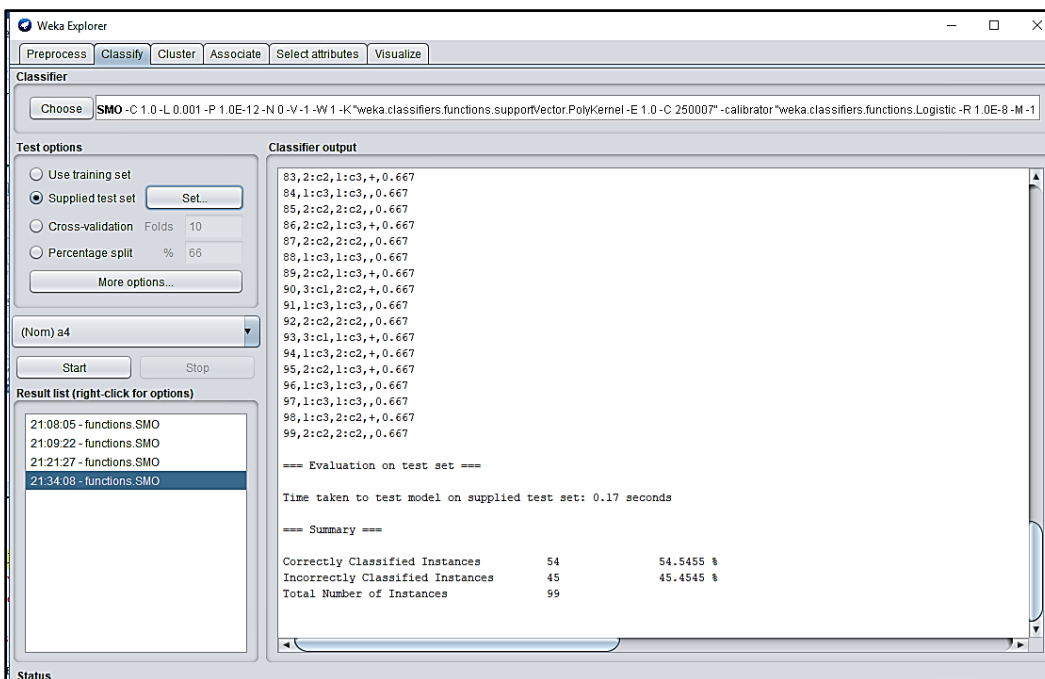 Weka Explorer
Preprocess Classify Cluster Associate Select attributes Visualize
Classifier
Choose SMO -C 1.0 -L 0.001 -P 1.0E-12 -N 0 -V -1 -W 1 -K "weka.classifiers.functions.supportVector.PolyKernel -E 1.0 -C 250007" -calibrator "weka.classifiers.functions.Logistic -R 1.0E-8 -M -1
Test options
Use training set
Supplied test set Set...
Cross-validation Folds 10
Percentage split % 66
More options...
(Nom) a4
Start Stop
Result list (right-click for options)
21:08:05 - functions.SMO
21:09:22 - functions.SMO
21:21:27 - functions.SMO
21:34:08 - functions.SMO
Classifier output
83,2:c2,1:c3,+,0.667
84,1:c3,1:c3,,0.667
85,2:c2,2:c2,,0.667
86,2:c2,1:c3,+,0.667
87,2:c2,2:c2,,0.667
88,1:c3,1:c3,,0.667
89,2:c2,1:c3,+,0.667
90,3:c1,2:c2,+,0.667
91,1:c3,1:c3,,0.667
92,2:c2,2:c2,,0.667
93,3:c1,1:c3,+,0.667
94,1:c3,2:c2,+,0.667
95,2:c2,1:c3,+,0.667
96,1:c3,1:c3,,0.667
97,1:c3,1:c3,,0.667
98,1:c3,2:c2,+,0.667
99,2:c2,2:c2,,0.667
=== Evaluation on test set ===
Time taken to test model on supplied test set: 0.17 seconds
=== Summary ===
Correctly Classified Instances 54 54.5455 %
Incorrectly Classified Instances 45 45.4545 %
Total Number of Instances 99
Status